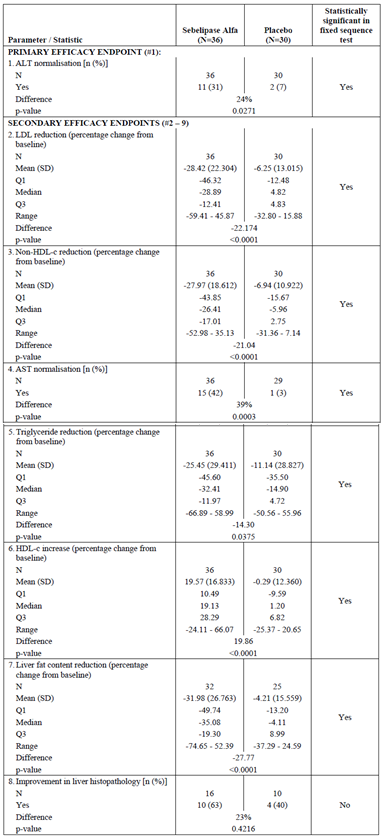 Parameter / Statistic Sebelipase Alfa (N=36) Placebo (N=30) Statistically significant in fixed sequence test
PRIMARY EFFICACY ENDPOINT (#1):
1. ALT normalisation [n (%)]
N 36 30
Yes 11 (31) 2 (7) Yes
Difference 24%
p-value 0.0271
SECONDARY EFFICACY ENDPOINTS (#2 – 9)
2. LDL reduction (percentage change from
baseline)
N 36 30
Mean (SD) -28.42 (22.304) -6.25 (13.015)
Q1 -46.32 -12.48 Yes
Median -28.89 4.82
Q3 -12.41 4.83
Range -59.41 - 45.87 -32.80 - 15.88
Difference -22.174
p-value <0.0001
3. Non-HDL-c reduction (percentage change
from baseline)
N 36 30
Mean (SD) -27.97 (18.612) -6.94 (10.922)
Q1 -43.85 -15.67 Yes
Median -26.41 -5.96
Q3 -17.01 2.75
Range -52.98 - 35.13 -31.36 - 7.14
Difference -21.04
p-value <0.0001
4. AST normalisation [n (%)]
N 36 29
Yes 15 (42) 1 (3) Yes
Difference 39%
p-value 0.0003
5. Triglyceride reduction (percentage change
from baseline)
N 36 30
Mean (SD) -25.45 (29.411) -11.14 (28.827)
Q1 -45.60 -35.50 Yes
Median -32.41 -14.90
Q3 -11.97 4.72
Range -66.89 - 58.99 -50.56 - 55.96
Difference -14.30
p-value 0.0375
6. HDL-c increase (percentage change from
baseline)
N 36 30
Mean (SD) 19.57 (16.833) -0.29 (12.360)
Q1 10.49 -9.59
Median 19.13 1.20 Yes
Q3 28.29 6.82
Range -24.11 - 66.07 -25.37 - 20.65
Difference 19.86
p-value <0.0001
7. Liver fat content reduction (percentage
change from baseline)
N 32 25
Mean (SD) -31.98 (26.763) -4.21 (15.559)
Q1 -49.74 -13.20
Median -35.08 -4.11 Yes
Q3 -19.30 8.99
Range -74.65 - 52.39 -37.29 - 24.59
Difference -27.77
p-value <0.0001
8. Improvement in liver histopathology [n (%)]
N 16 10
Yes 10 (63) 4 (40) No
Difference 23%
p-value 0.4216